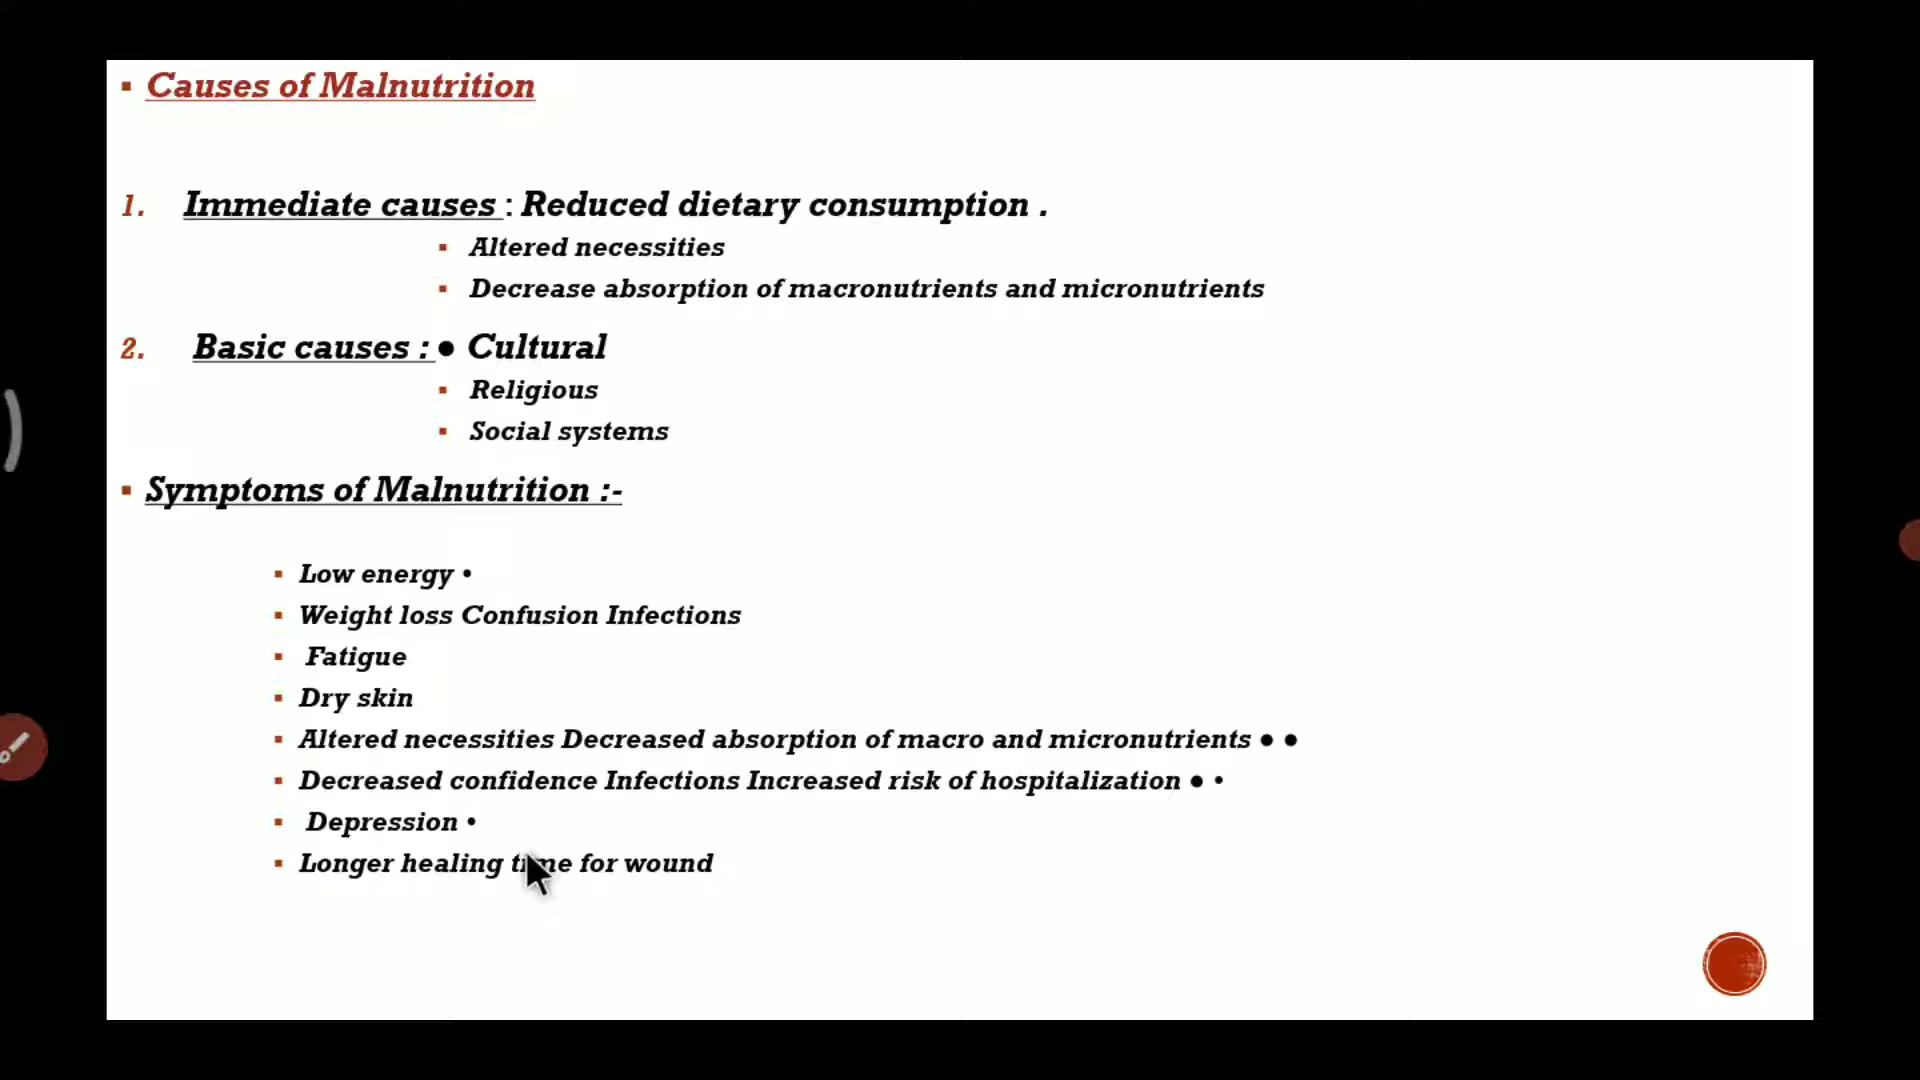 ▪ Causes of Malnutrition
1. Immediate causes : Reduced dietary consumption .
▪ Altered necessities
▪ Decrease absorption of macronutrients and micronutrients
2. Basic causes : ● Cultural
▪ Religious
▪ Social systems
▪ Symptoms of Malnutrition :-
▪ Low energy •
▪ Weight loss Confusion Infections
▪ Fatigue
▪ Dry skin
▪ Altered necessities Decreased absorption of macro and micronutrients ● ●
▪ Decreased confidence Infections Increased risk of hospitalization ● •
▪ Depression •
▪ Longer healing time for wound